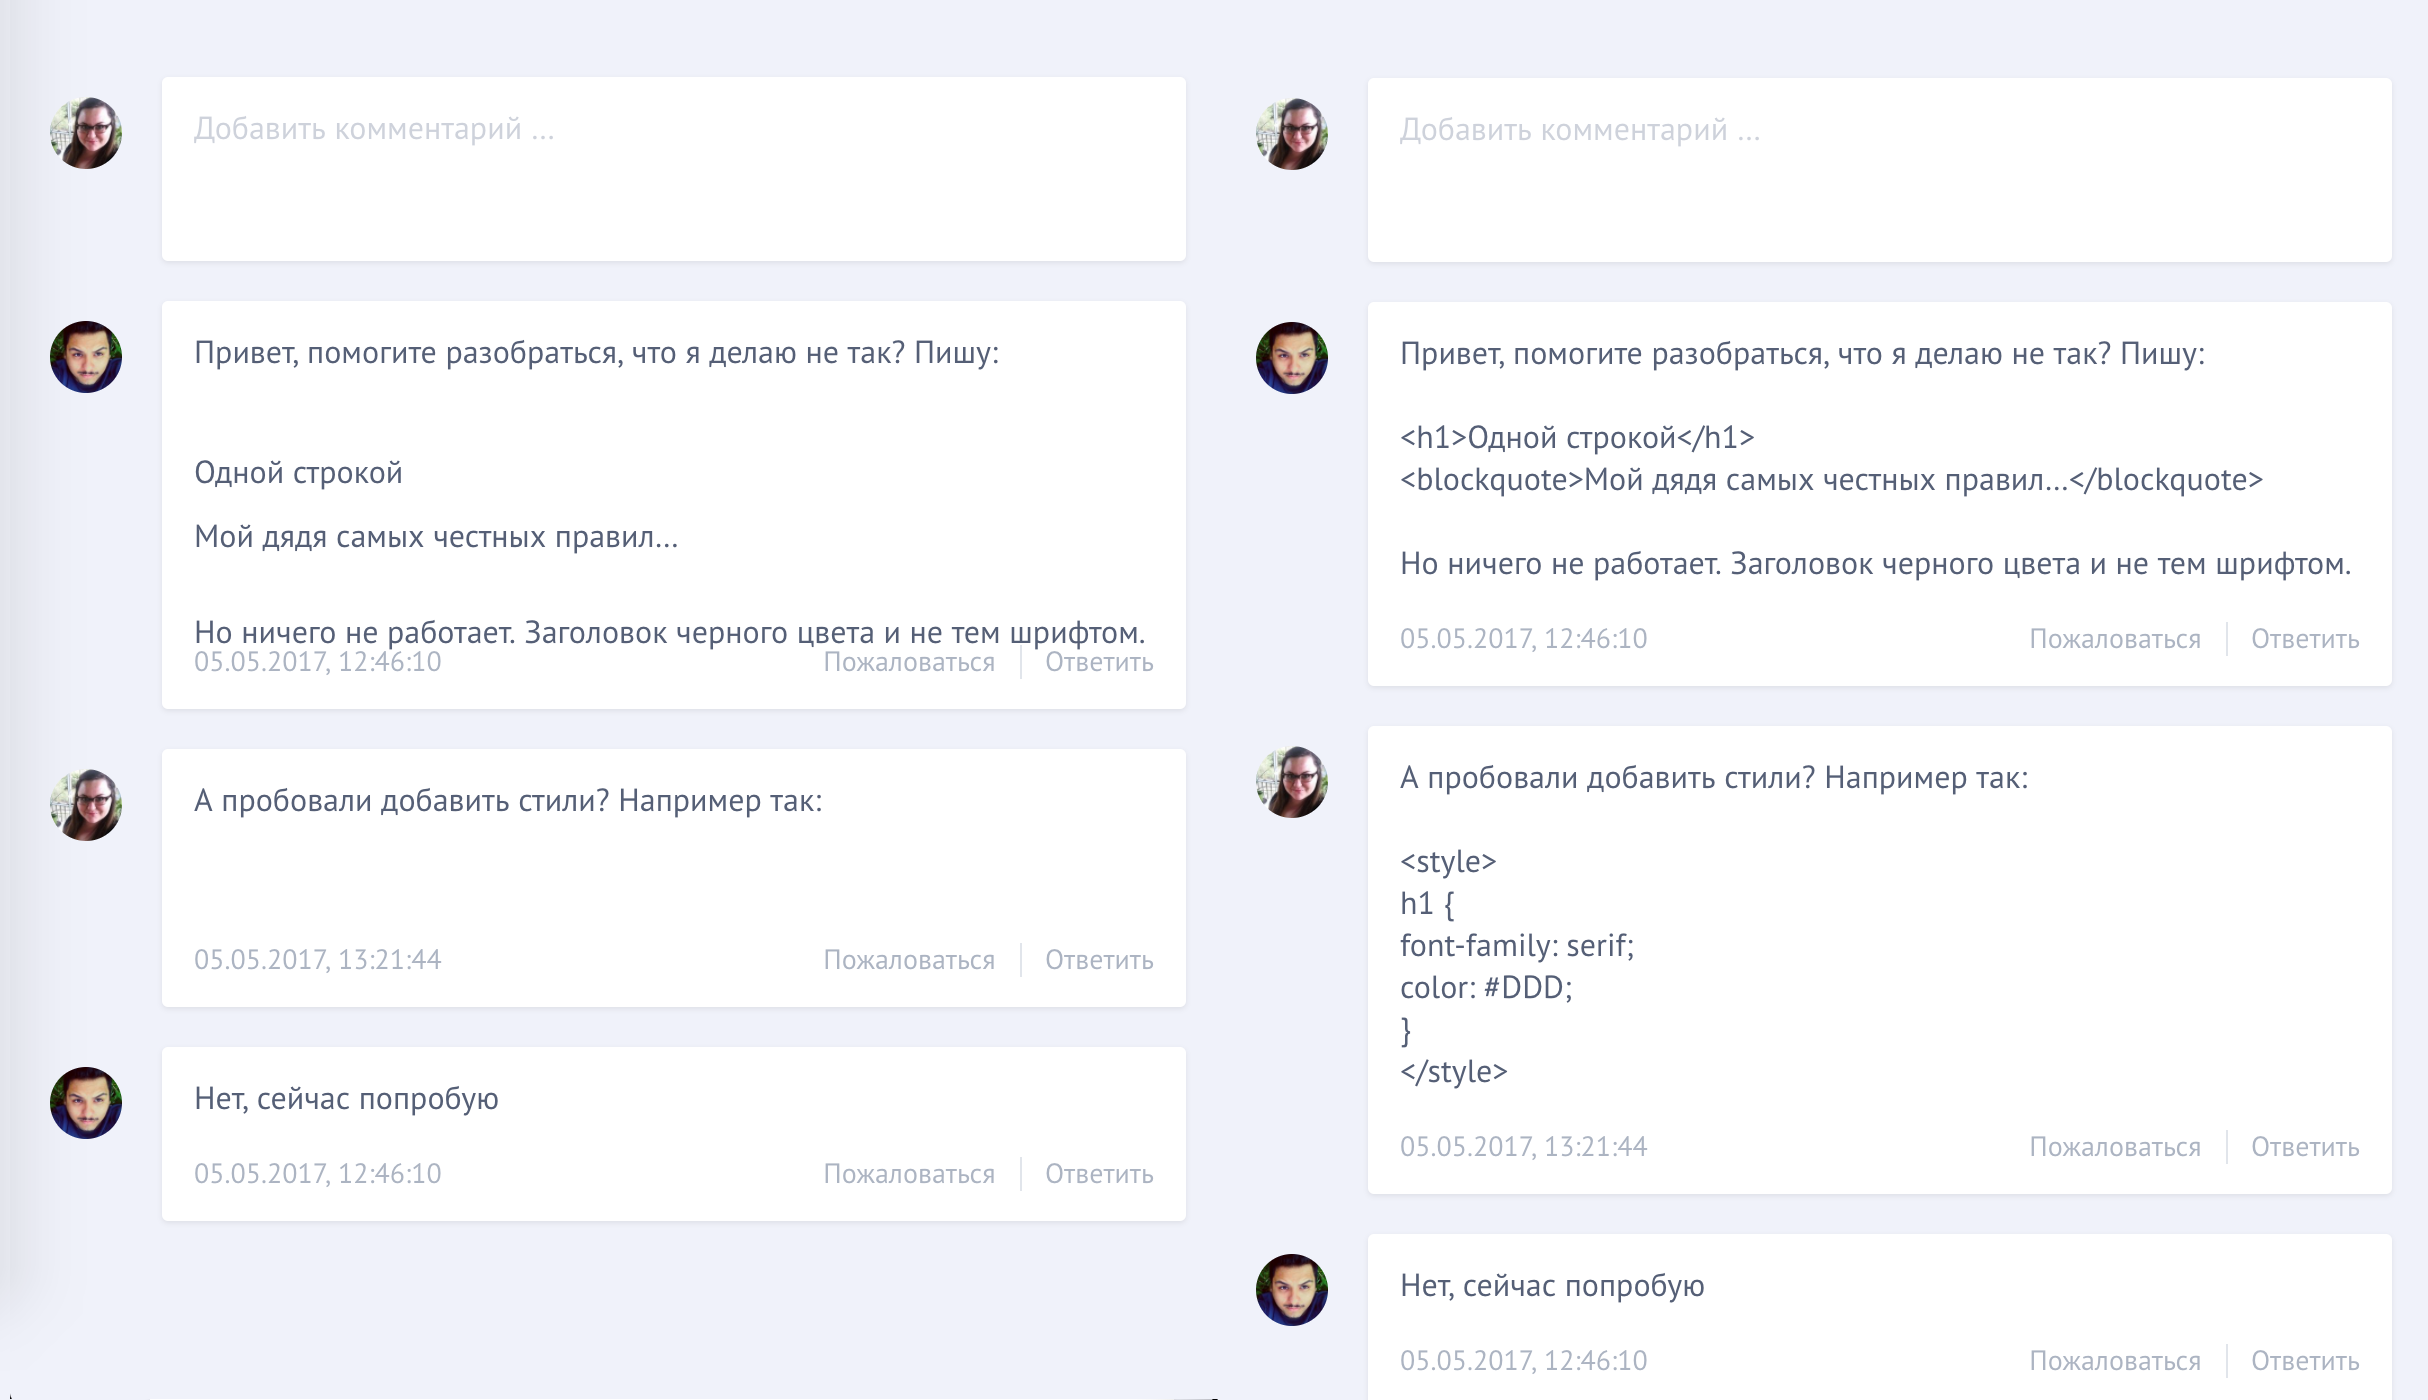 Добавить комментарий ...
Привет, помогите разобраться, что я делаю не так? Пишу:
Одной строкой
Мой дядя самых честных правил...
Но ничего не работает. Заголовок черного цвета и не тем шрифтом.
05.05.2017, 12:46:10 Пожаловаться Ответить
А пробовали добавить стили? Например так:
05.05.2017, 13:21:44 Пожаловаться Ответить
Нет, сейчас попробую
05.05.2017, 12:46:10 Пожаловаться Ответить
Добавить комментарий ...
Привет, помогите разобраться, что я делаю не так? Пишу:
<h1>Одной строкой</h1>
<blockquote>Мой дядя самых честных правил...</blockquote>
Но ничего не работает. Заголовок черного цвета и не тем шрифтом.
05.05.2017, 12:46:10 Пожаловаться Ответить
А пробовали добавить стили? Например так:
<style>
h1 {
font-family: serif;
color: #DDD;
}
</style>
05.05.2017, 13:21:44 Пожаловаться Ответить
Нет, сейчас попробую
05.05.2017, 12:46:10 Пожаловаться Ответить